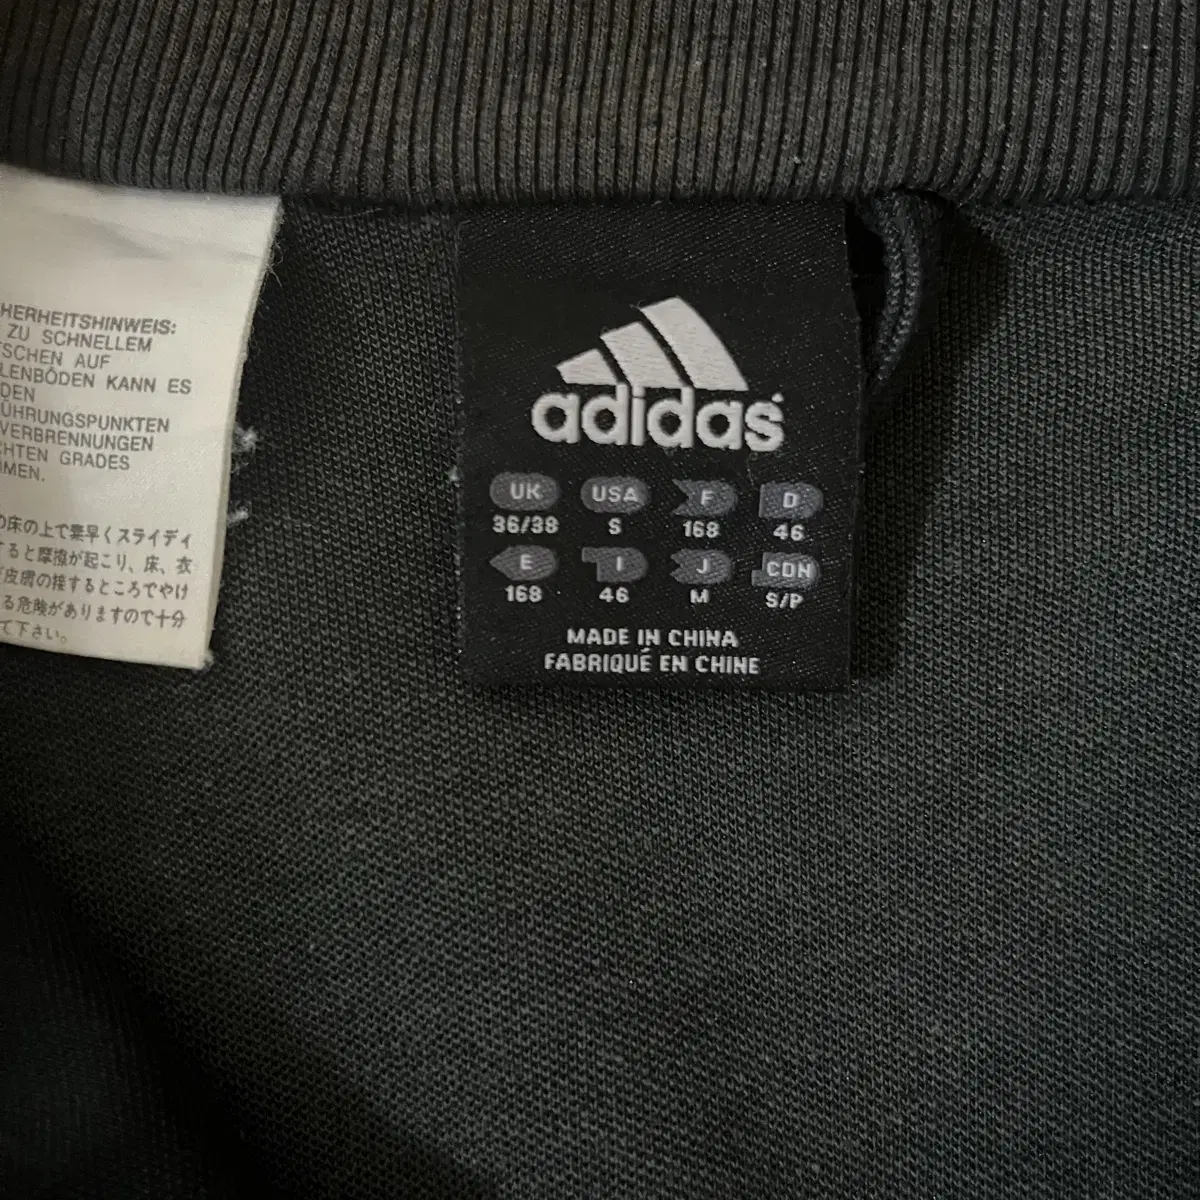 HERHEITSHINWEIS:
ZU SCHNELLEM
TSCHEN AUF
LENBÖDEN KANN ES
DEN
ÜHRUNGSPUNKTEN
VERBRENNUNGEN
HTEN GRADES
MEN.
の床の上で素早くスライディ
ると摩擦が起こり、床、衣
皮膚の接するところでやけ
る危険がありますので十分
て下さい。
adidas
UK USA F D
36/38 S 168 46
E I J CDN
168 46 M S/P
MADE IN CHINA
FABRIQUÉ EN CHINE